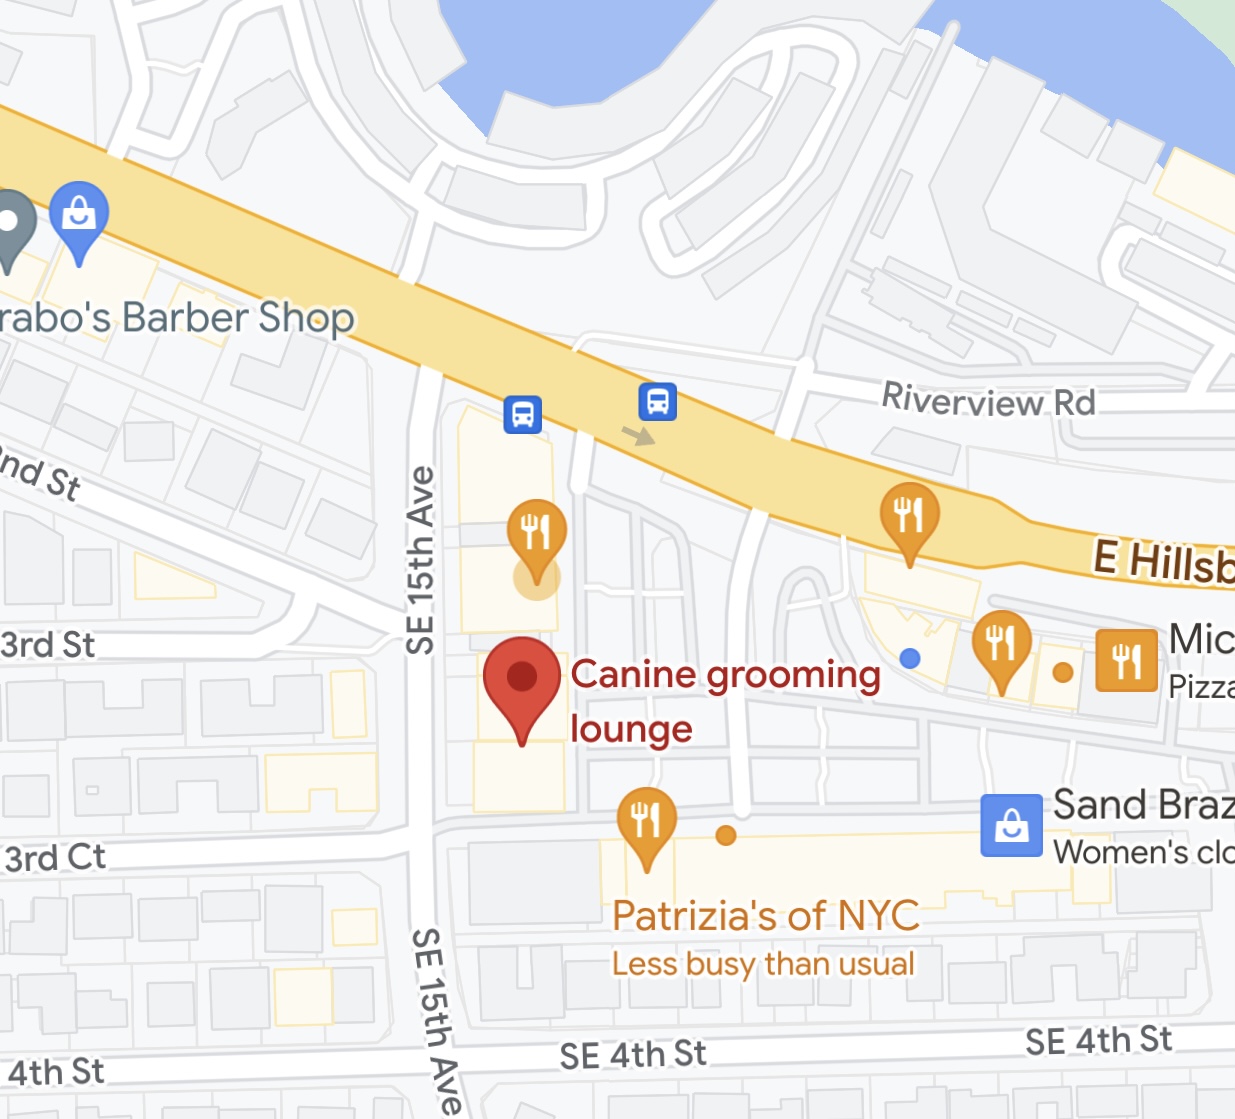 rabo's Barber Shop
Riverview Rd
2nd St
SE 15th Ave
E Hillsb
3rd St
Canine grooming
lounge
Mic
Pizza
Sand Braz
Women's clo
3rd Ct
Patrizia's of NYC
Less busy than usual
SE 15th Ave
SE 4th St
SE 4th St
4th St